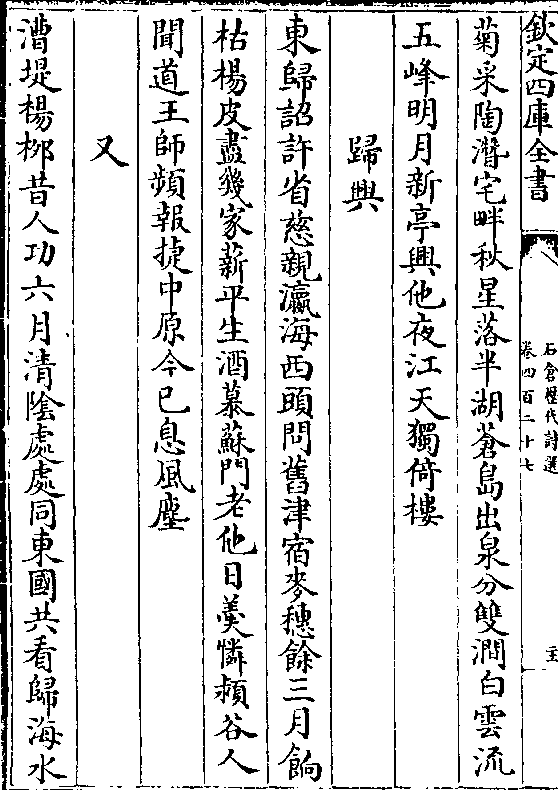 欽定四庫全書
石倉歷代詩選
卷四百二十七
菊采陶潛宅畔秋星落半湖蒼島出泉分雙澗白雲流
五峰明月新亭興他夜江天獨倚樓
歸興
東歸詔許省慈親瀛海西頭問舊津宿麥穗餘三月餉
枯楊皮盡幾家薪平生酒慕蘇門老他日羮憐潁谷人
聞道王師頻報捷中原今已息風塵
又
漕堤楊栁昔人功六月清陰處處同東國共看歸海水